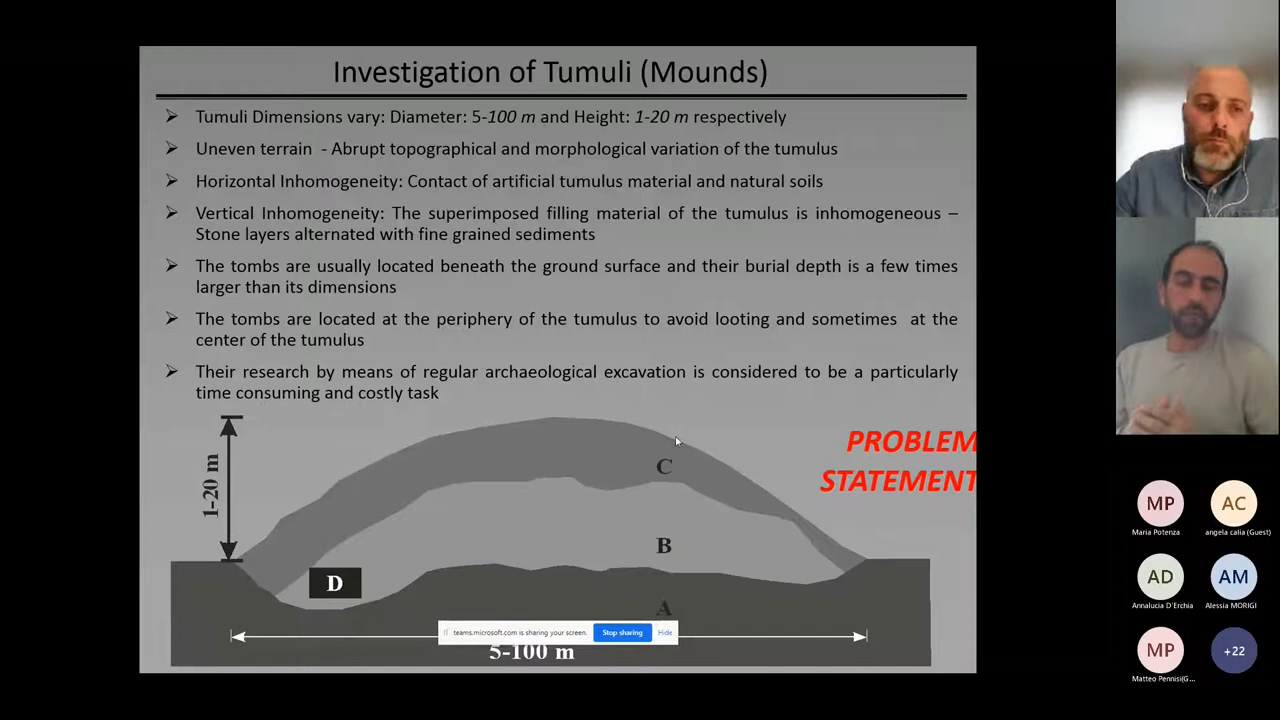 Investigation of Tumuli (Mounds)
➢ Tumuli Dimensions vary: Diameter: 5-100 m and Height: 1-20 m respectively
➢ Uneven terrain - Abrupt topographical and morphological variation of the tumulus
➢ Horizontal Inhomogeneity: Contact of artificial tumulus material and natural soils
➢ Vertical Inhomogeneity: The superimposed filling material of the tumulus is inhomogeneous –
Stone layers alternated with fine grained sediments
➢ The tombs are usually located beneath the ground surface and their burial depth is a few times
larger than its dimensions
➢ The tombs are located at the periphery of the tumulus to avoid looting and sometimes at the
center of the tumulus
➢ Their research by means of regular archaeological excavation is considered to be a particularly
time consuming and costly task
PROBLEM
STATEMENT
1-20 m
C
B
D
A
teams.microsoft.com is sharing your screen.
Stop sharing
Hide
5-100 m
MP
Maria Potenza
AC
angela calia (Guest)
AD
Annalucia D'Erchia
AM
Alessia MORIGI
MP
Matteo Pennisi(G...
+22